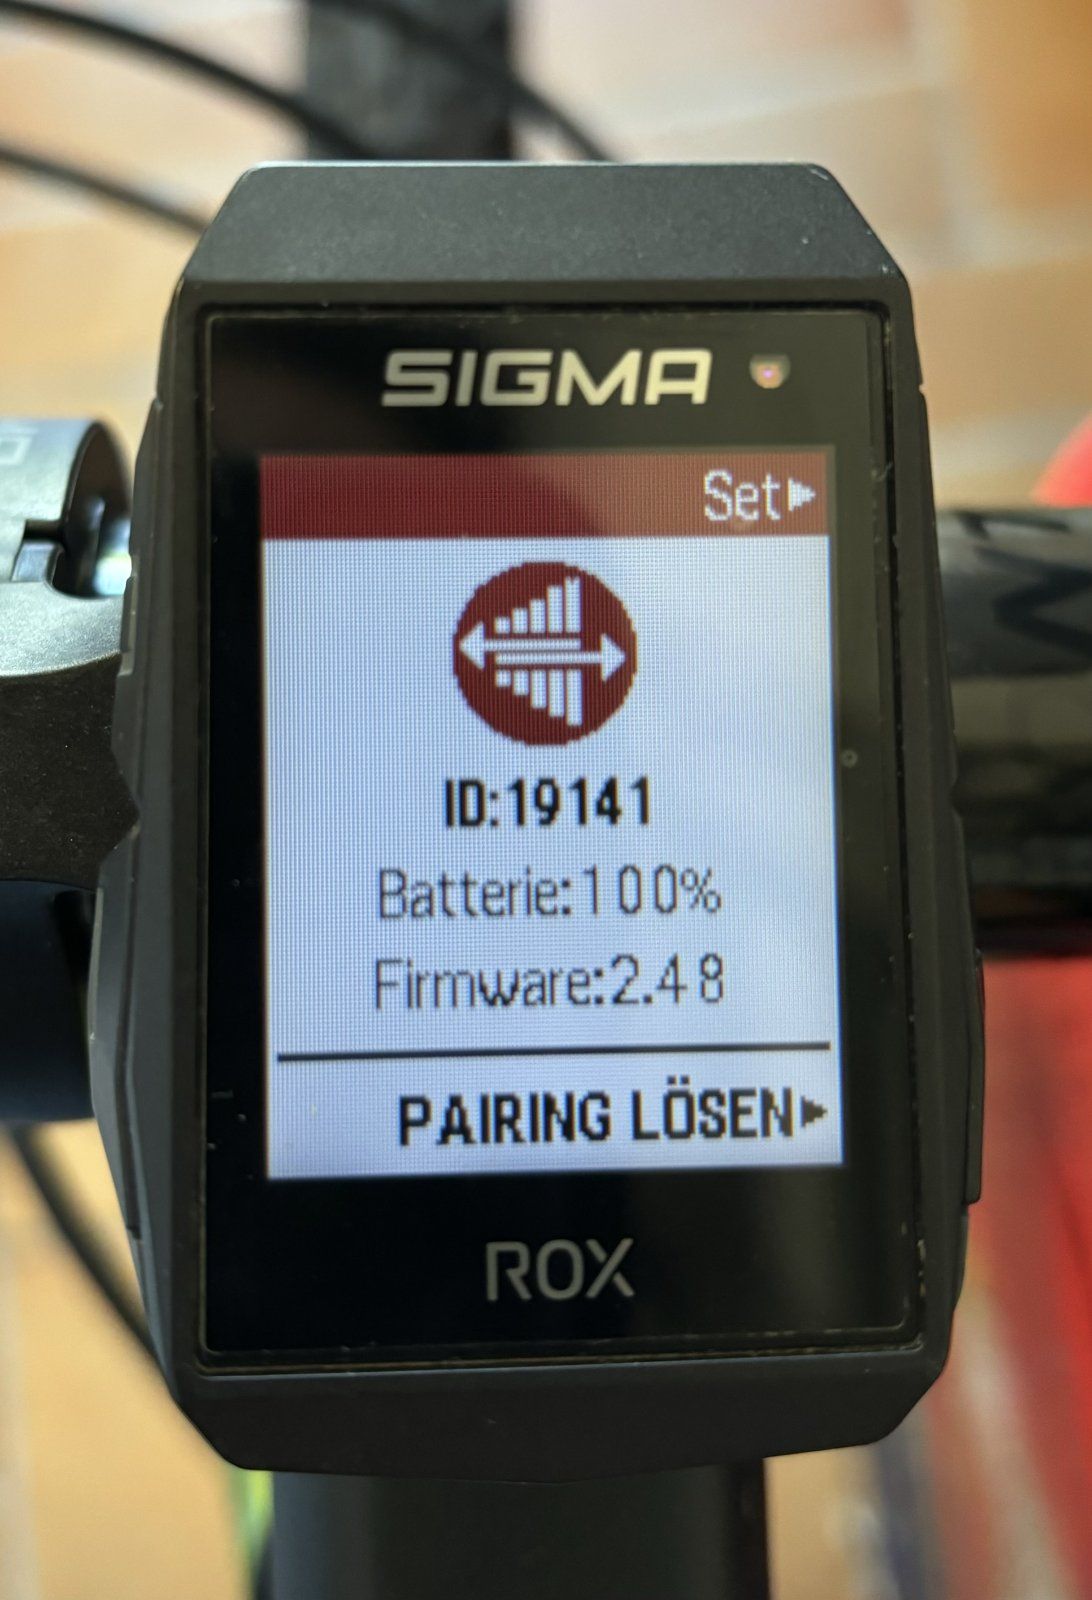 SIGMA
Set
ID:19141
Batterie:100%
Firmware:2.48
PAIRING LÖSEN
ROX